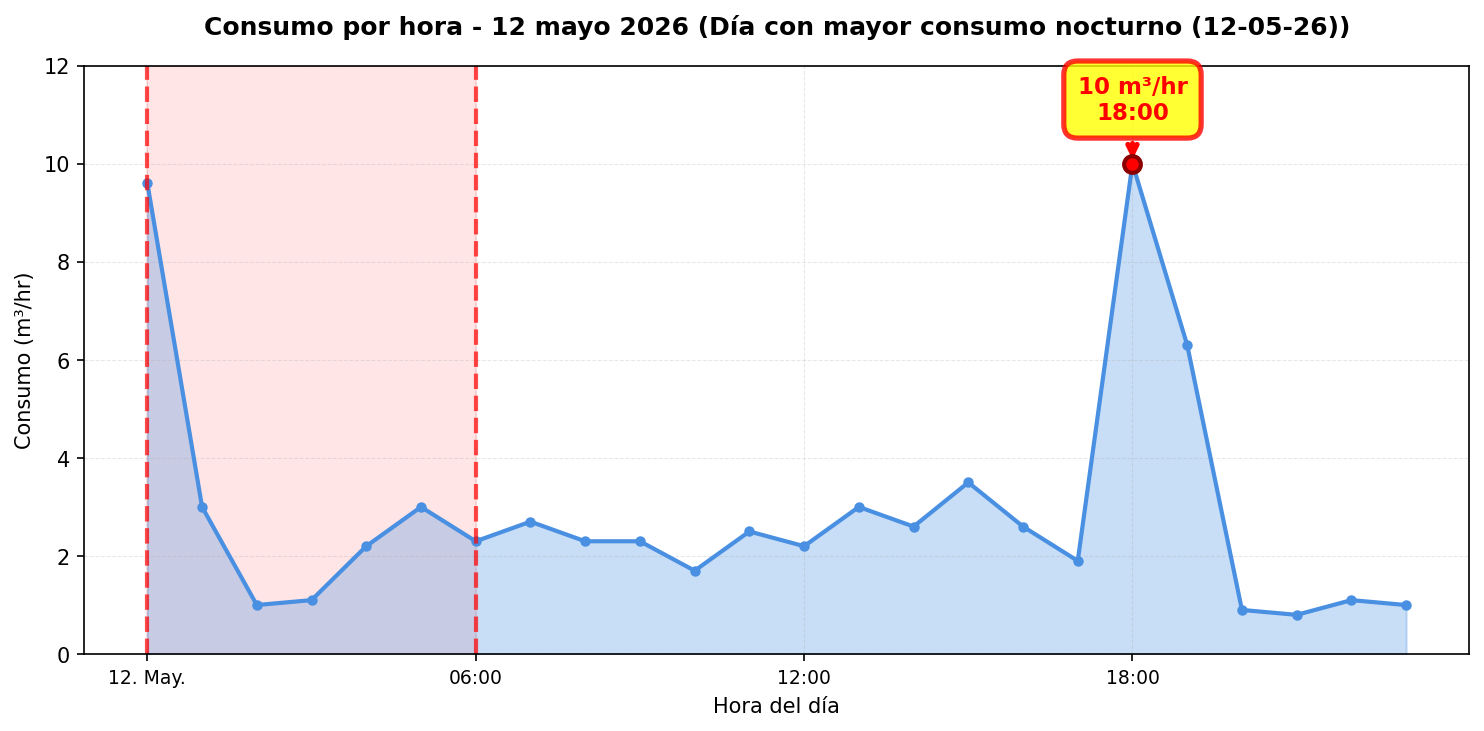 Consumo por hora - 12 mayo 2026 (Día con mayor consumo nocturno (12-05-26))
10 m³/hr
18:00
Consumo (m³/hr)
12
10
8
6
4
2
0
12. May.
06:00
12:00
18:00
Hora del día